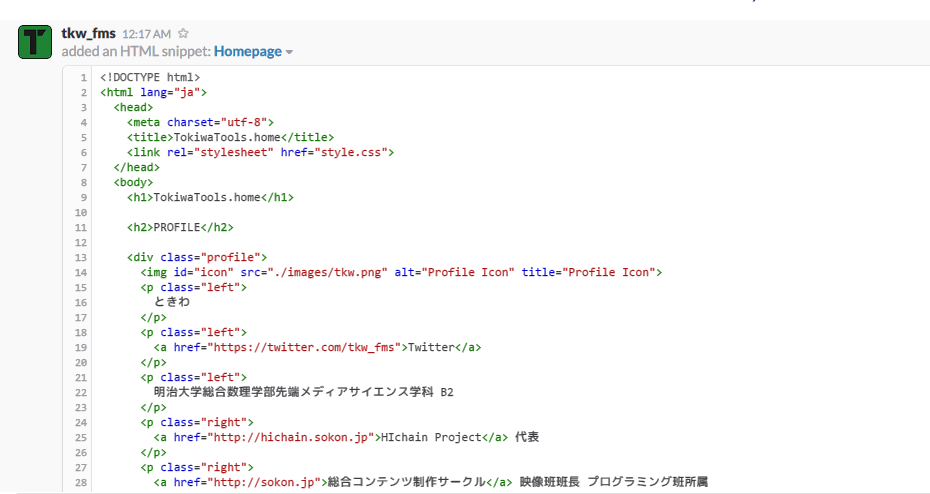 tkw_fms 12:17 AM ☆
added an HTML snippet: Homepage
1 <!DOCTYPE html>
2 <html lang="ja">
3 <head>
4 <meta charset="utf-8">
5 <title>TokiwaTools.home</title>
6 <link rel="stylesheet" href="style.css">
7 </head>
8 <body>
9 <h1>TokiwaTools.home</h1>
10
11 <h2>PROFILE</h2>
12
13 <div class="profile">
14 <img id="icon" src="./images/tkw.png" alt="Profile Icon" title="Profile Icon">
15 <p class="left">
16 ときわ
17 </p>
18 <p class="left">
19 <a href="https://twitter.com/tkw_fms">Twitter</a>
20 </p>
21 <p class="left">
22 明治大学総合数理学部先端メディアサイエンス学科 B2
23 </p>
24 <p class="right">
25 <a href="http://hichain.sokon.jp">HIchain Project</a> 代表
26 </p>
27 <p class="right">
28 <a href="http://sokon.jp">総合コンテンツ制作サークル</a> 映像班班長 プログラミング班所属